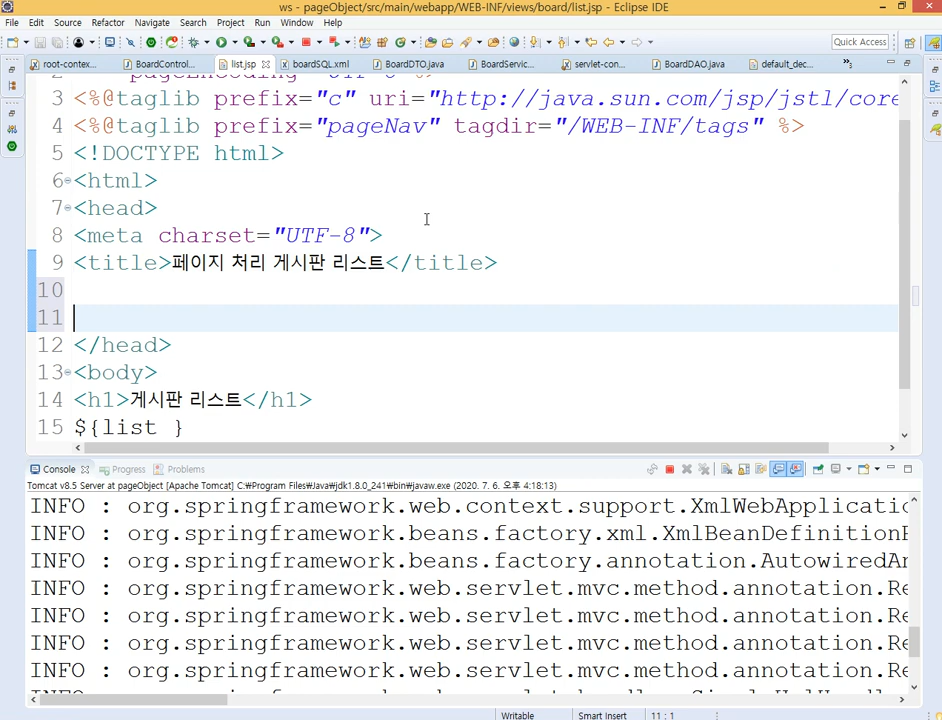 ws - pageObject/src/main/webapp/WEB-INF/views/board/list.jsp - Eclipse IDE
File Edit Source Refactor Navigate Search Project Run Window Help
Quick Access
root-contex... BoardControl... list.jsp boardSQL.xml BoardDTO.java BoardServic... servlet-con... BoardDAO.java default_dec...
3 <%@taglib prefix="c" uri="http://java.sun.com/jsp/jstl/core
4 <%@taglib prefix="pageNav" tagdir="/WEB-INF/tags" %>
5 <!DOCTYPE html>
6 <html>
7 <head>
8 <meta charset="UTF-8">
9 <title>페이지 처리 게시판 리스트</title>
10
11
12 </head>
13 <body>
14 <h1>게시판 리스트</h1>
15 ${list }
Console Progress Problems
Tomcat v8.5 Server at pageObject [Apache Tomcat] C:\Program Files\Java\jdk1.8.0_241\bin\javaw.exe (2020. 7. 6. 오후 4:18:13)
INFO : org.springframework.web.context.support.XmlWebApplicatio
INFO : org.springframework.beans.factory.xml.XmlBeanDefinition
INFO : org.springframework.beans.factory.annotation.AutowiredAn
INFO : org.springframework.web.servlet.mvc.method.annotation.Re
INFO : org.springframework.web.servlet.mvc.method.annotation.Re
INFO : org.springframework.web.servlet.mvc.method.annotation.Re
INFO : org.springframework.web.servlet.mvc.method.annotation.Re
Writable Smart Insert 11 : 1